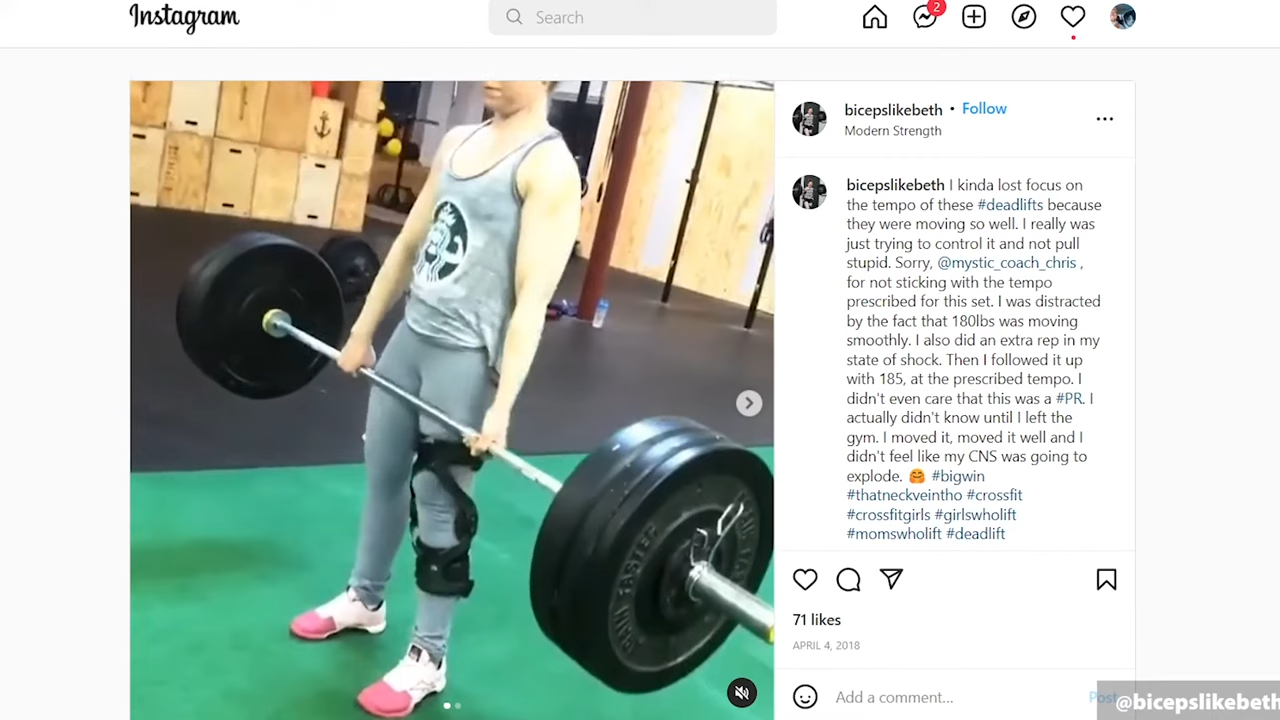 Instagram
Search
2
bicepslikebeth • Follow
Modern Strength
...
bicepslikebeth I kinda lost focus on
the tempo of these #deadlifts because
they were moving so well. I really was
just trying to control it and not pull
stupid. Sorry, @mystic_coach_chris ,
for not sticking with the tempo
prescribed for this set. I was distracted
by the fact that 180lbs was moving
smoothly. I also did an extra rep in my
state of shock. Then I followed it up
with 185, at the prescribed tempo. I
didn't even care that this was a #PR. I
actually didn't know until I left the
gym. I moved it, moved it well and I
didn't feel like my CNS was going to
explode. 🤗 #bigwin
#thatneckveintho #crossfit
#crossfitgirls #girlswholift
#momswholift #deadlift
71 likes
APRIL 4, 2018
Add a comment...
Post
@bicepslikebeth